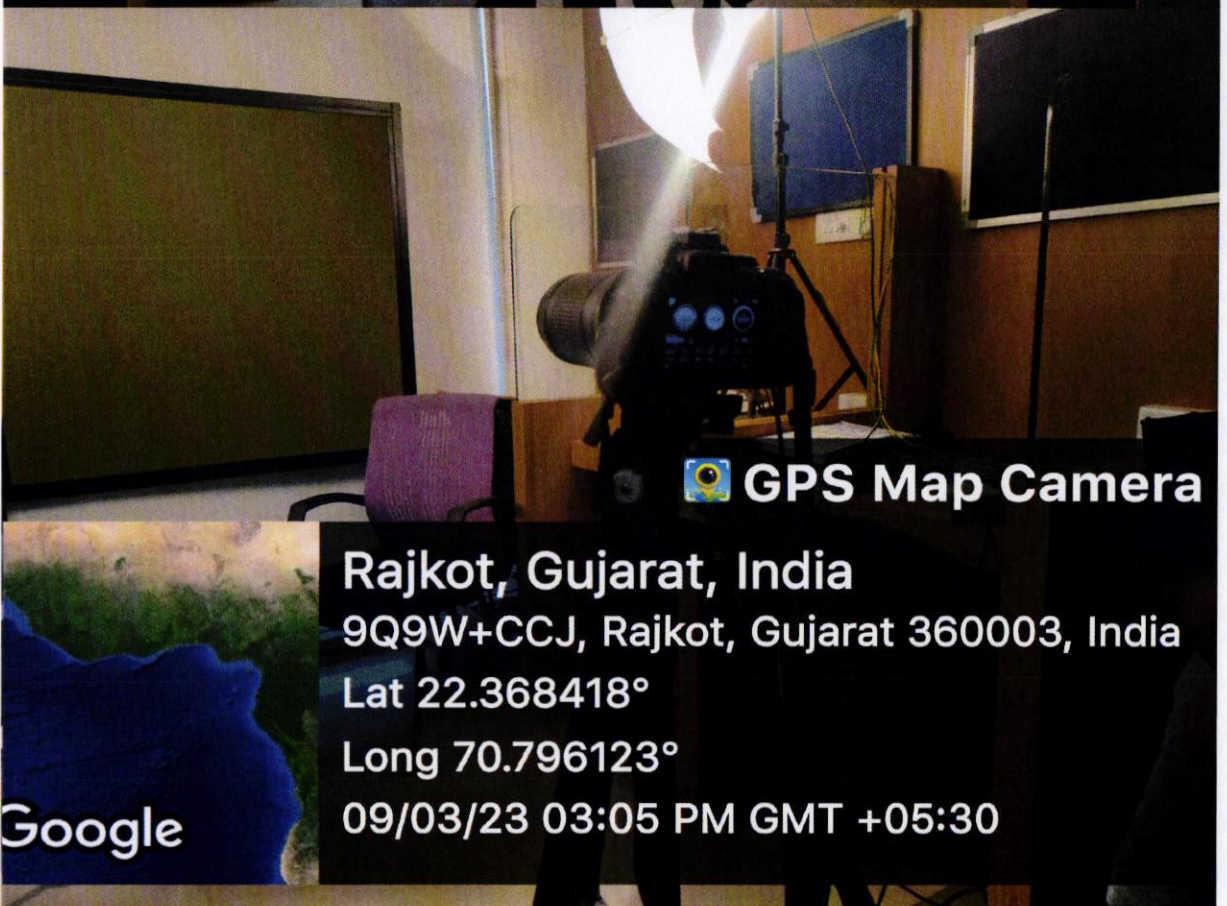 GPS Map Camera
Rajkot, Gujarat, India
9Q9W+CCJ, Rajkot, Gujarat 360003, India
Lat 22.368418°
Long 70.796123°
09/03/23 03:05 PM GMT +05:30
Google